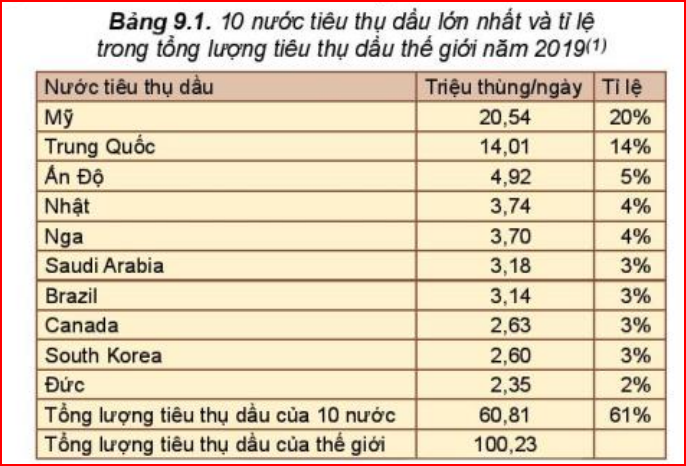 Bảng 9.1. 10 nước tiêu thụ dầu lớn nhất và tỉ lệ
trong tổng lượng tiêu thụ dầu thế giới năm 2019(1)
Nước tiêu thụ dầu Triệu thùng/ngày Tỉ lệ
Mỹ 20,54 20%
Trung Quốc 14,01 14%
Ấn Độ 4,92 5%
Nhật 3,74 4%
Nga 3,70 4%
Saudi Arabia 3,18 3%
Brazil 3,14 3%
Canada 2,63 3%
South Korea 2,60 3%
Đức 2,35 2%
Tổng lượng tiêu thụ dầu của 10 nước 60,81 61%
Tổng lượng tiêu thụ dầu của thế giới 100,23